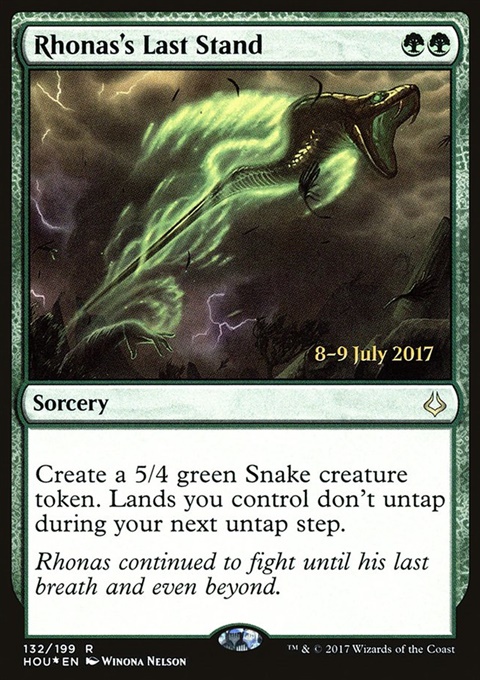 Rhonas's Last Stand
8–9 July 2017
Sorcery
Create a 5/4 green Snake creature
token. Lands you control don't untap
during your next untap step.
Rhonas continued to fight until his last
breath and even beyond.
132/199 R
HOU★EN Winona Nelson
™ & © 2017 Wizards of the Coast